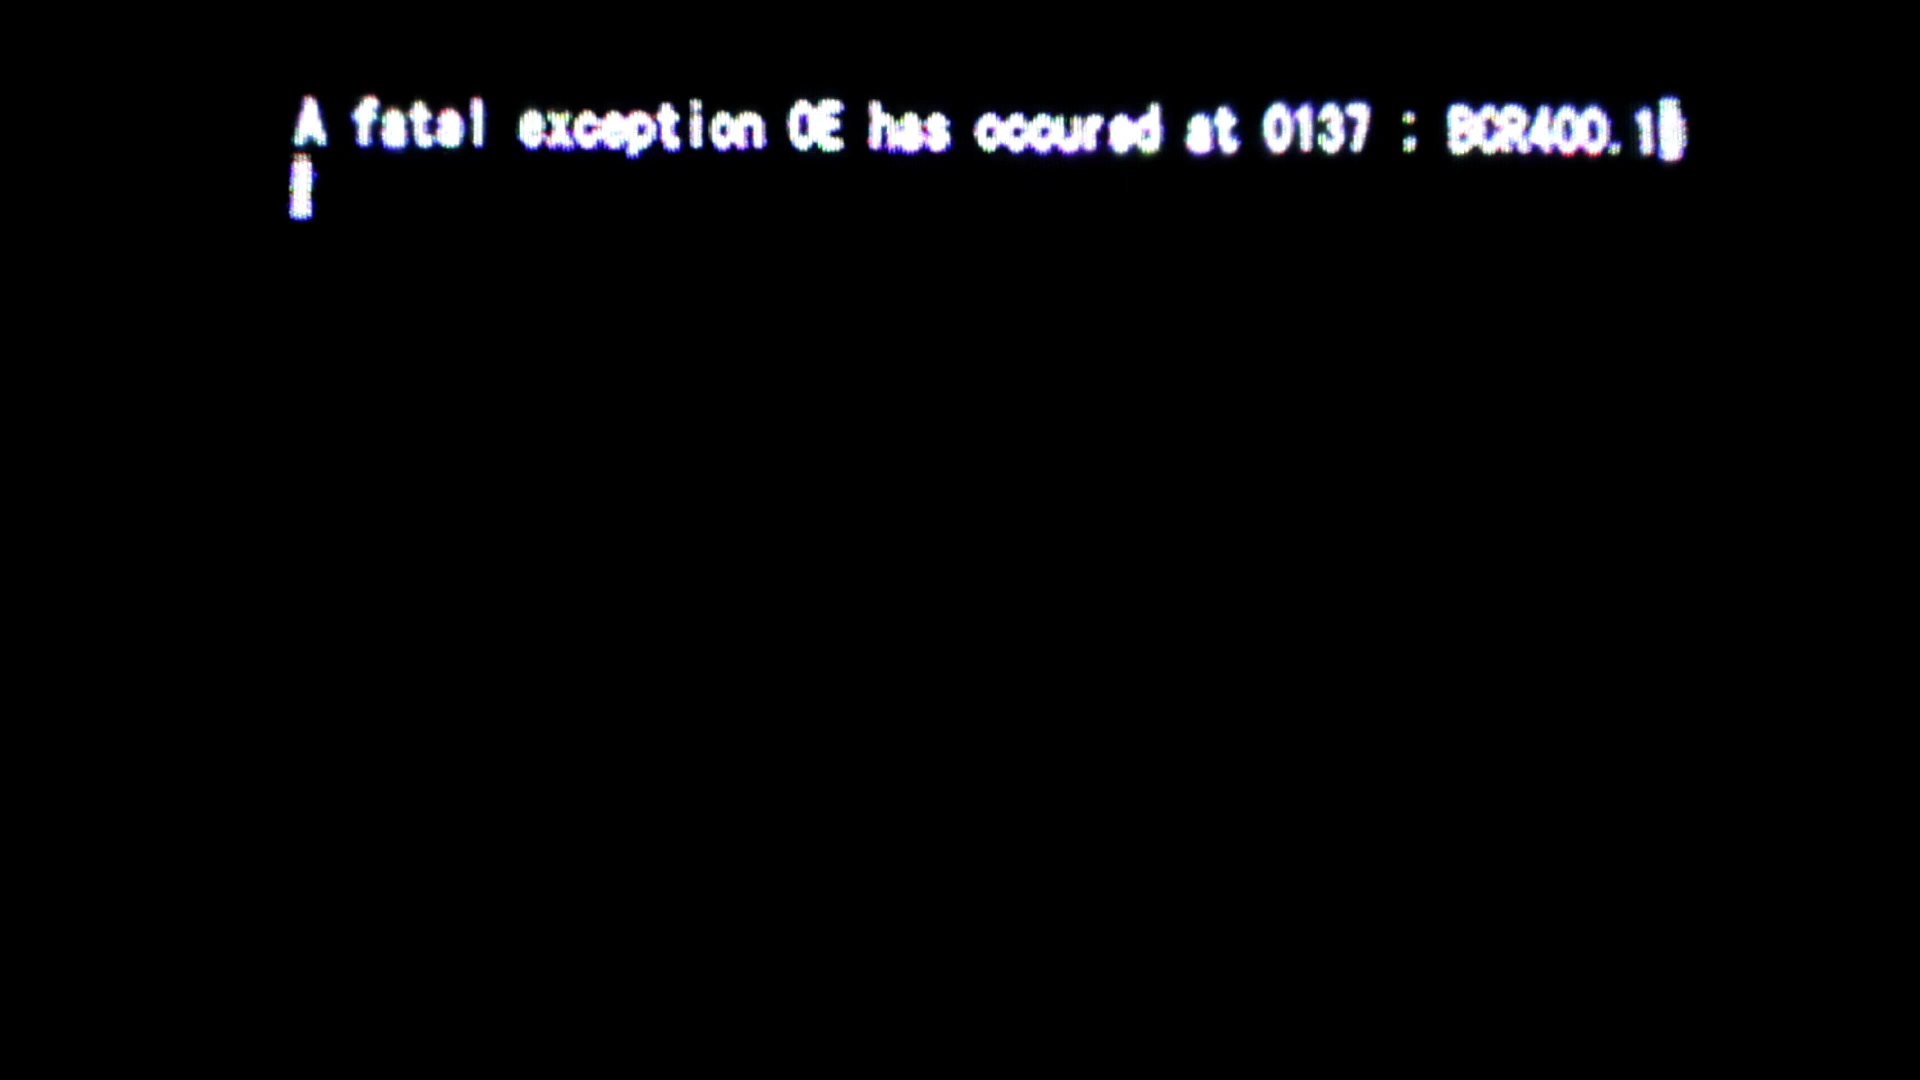 A fatal exception 0E has occured at 0137 : BCR400.1